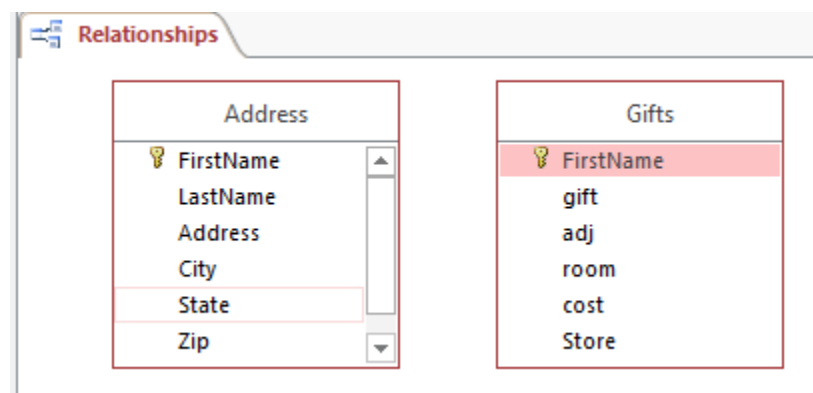 Relationships
Address
FirstName
LastName
Address
City
State
Zip
Gifts
FirstName
gift
adj
room
cost
Store